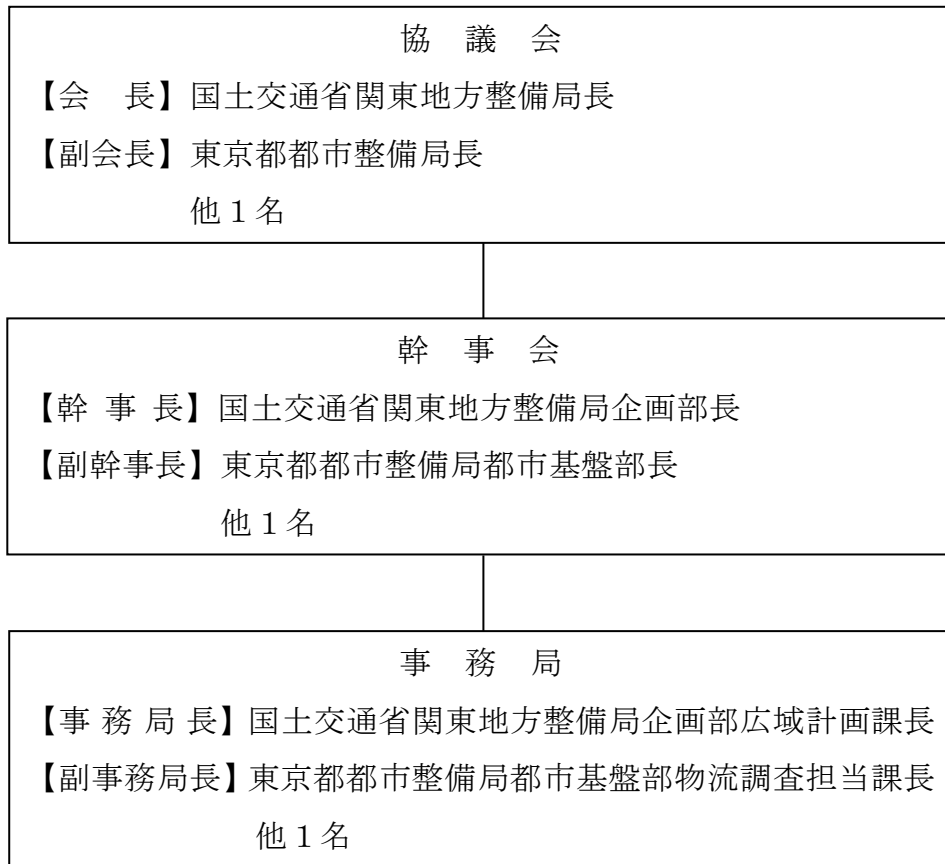 協　議　会
【会　長】国土交通省関東地方整備局長
【副会長】東京都都市整備局長
他１名
幹　事　会
【幹 事 長】国土交通省関東地方整備局企画部長
【副幹事長】東京都都市整備局都市基盤部長
他１名
事　務　局
【事 務 局 長】国土交通省関東地方整備局企画部広域計画課長
【副事務局長】東京都都市整備局都市基盤部物流調査担当課長
他１名